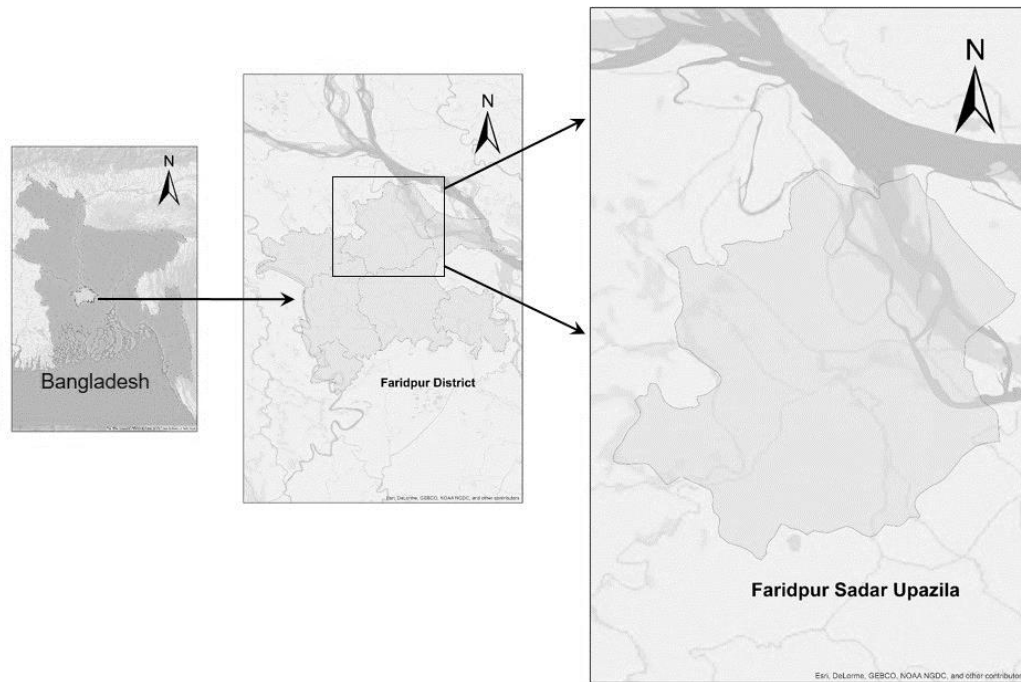 N
Bangladesh
N
Faridpur District
Esri, DeLorme, GEBCO, NOAA NGDC, and other contributors
N
Faridpur Sadar Upazila
Esri, DeLorme, GEBCO, NOAA NGDC, and other contributors